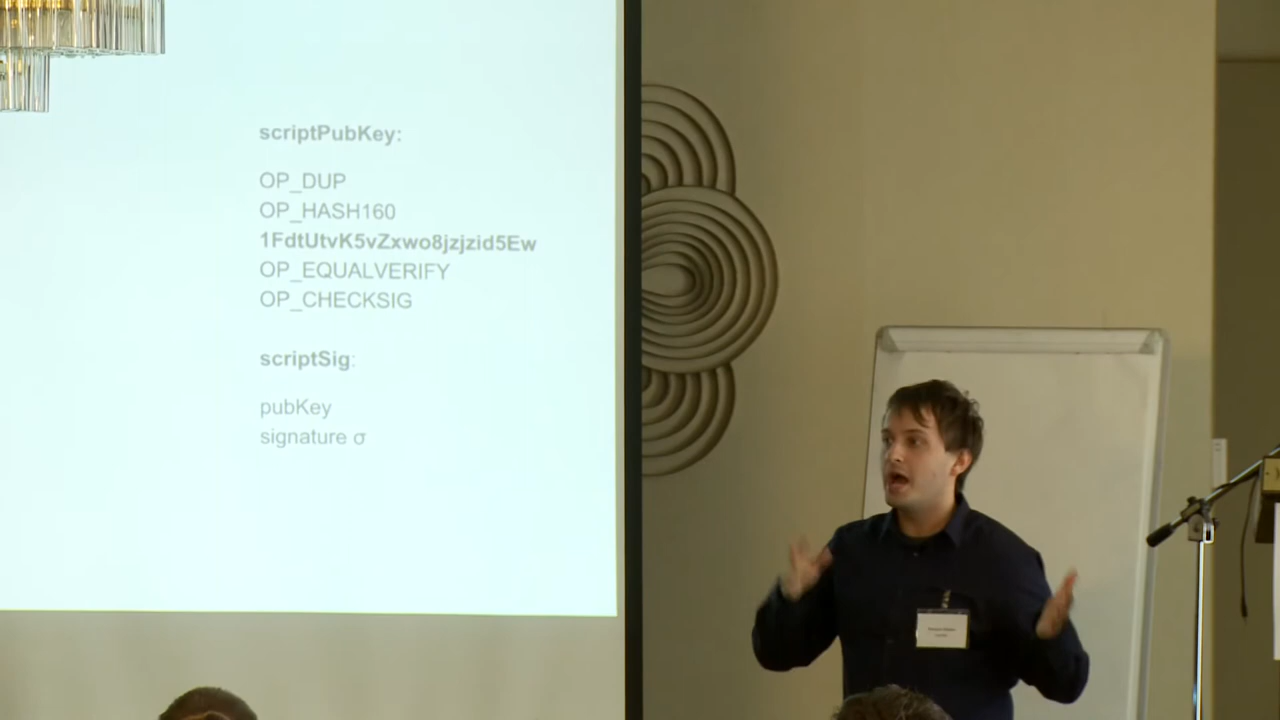 scriptPubKey:
OP_DUP
OP_HASH160
1FdtUtvK5vZxwo8jzjzid5Ew
OP_EQUALVERIFY
OP_CHECKSIG
scriptSig:
pubKey
signature σ